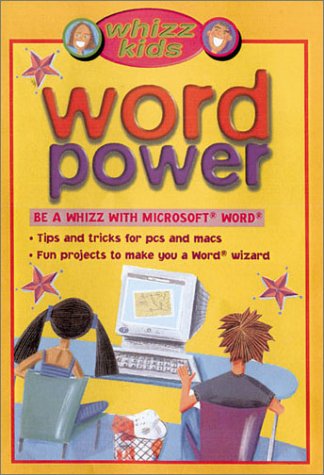 whizz
kids
word
power
BE A WHIZZ WITH MICROSOFT® WORD®
• Tips and tricks for pcs and macs
• Fun projects to make you a Word® wizard